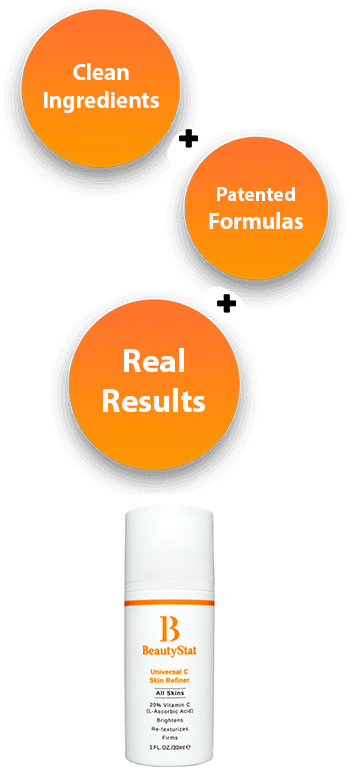 Clean
Ingredients
+
Patented
Formulas
+
Real
Results
B
BeautyStat
Universal C
Skin Refiner
All Skins
20% Vitamin C
(L-Ascorbic Acid)
Brightens
Re-Texturizes
Firms
1 FL.OZ./30ml ℮